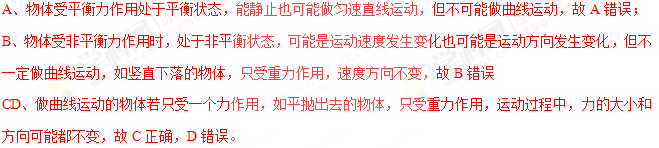 A、物体受平衡力作用处于平衡状态，能静止也可能做匀速直线运动，但不可能做曲线运动，故 A 错误；
B、物体受非平衡力作用时，处于非平衡状态，可能是运动速度发生变化也可能是运动方向发生变化，但不
一定做曲线运动，如竖直下落的物体，只受重力作用，速度方向不变，故 B 错误
CD、做曲线运动的物体若只受一个力作用，如平抛出去的物体，只受重力作用，运动过程中，力的大小和
方向可能都不变，故 C 正确，D 错误。